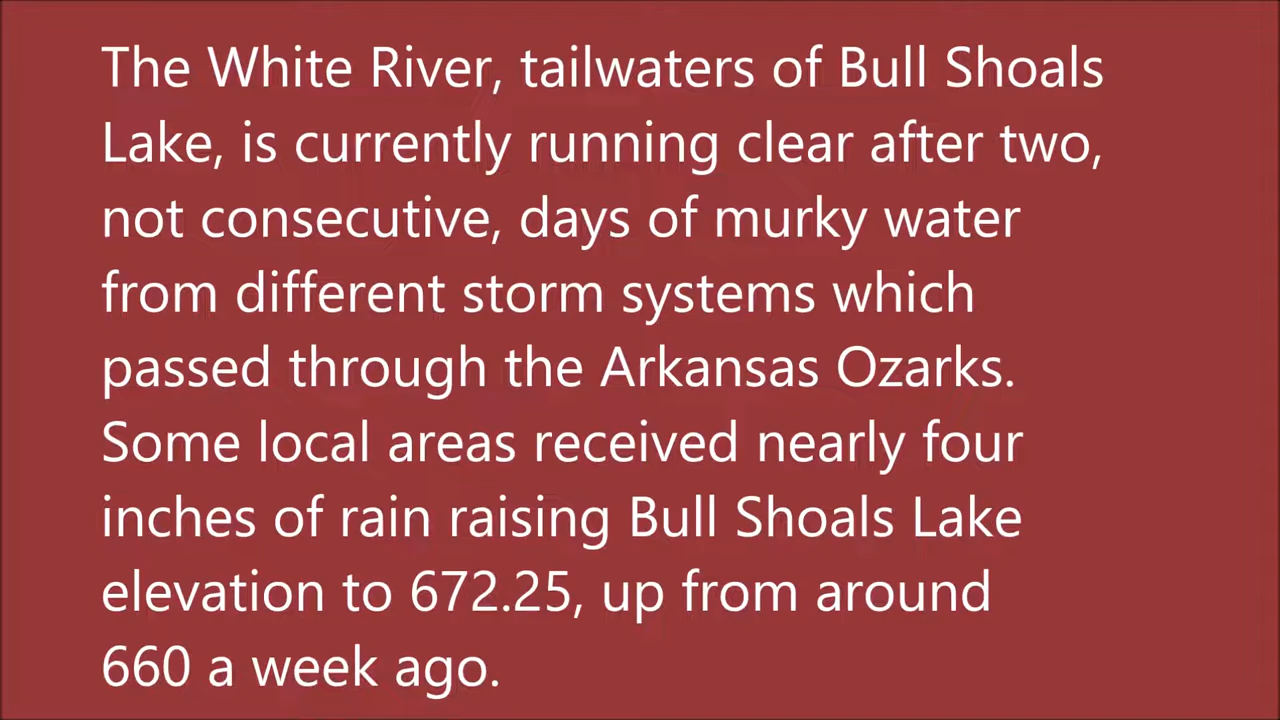 The White River, tailwaters of Bull Shoals
Lake, is currently running clear after two,
not consecutive, days of murky water
from different storm systems which
passed through the Arkansas Ozarks.
Some local areas received nearly four
inches of rain raising Bull Shoals Lake
elevation to 672.25, up from around
660 a week ago.